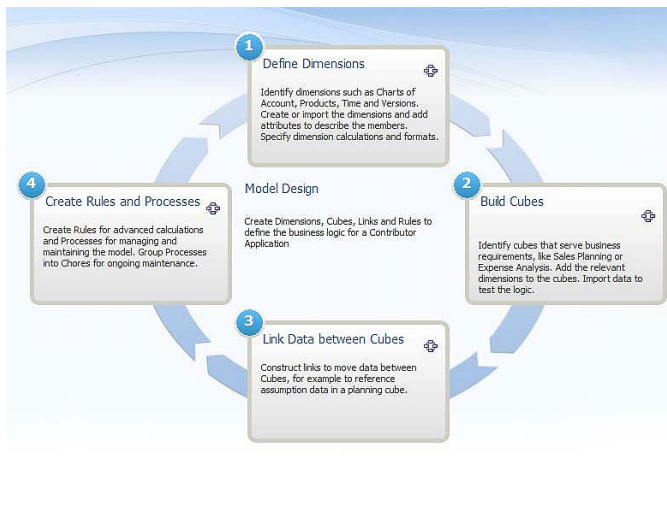 1
Define Dimensions
Identify dimensions such as Charts of
Account, Products, Time and Versions.
Create or import the dimensions and add
attributes to describe the members.
Specify dimension calculations and formats.
4
Create Rules and Processes
Create Rules for advanced calculations
and Processes for managing and
maintaining the model. Group Processes
into Chores for ongoing maintenance.
Model Design
Create Dimensions, Cubes, Links and Rules to
define the business logic for a Contributor
Application
2
Build Cubes
Identify cubes that serve business
requirements, like Sales Planning or
Expense Analysis. Add the relevant
dimensions to the cubes. Import data to
test the logic.
3
Link Data between Cubes
Construct links to move data between
Cubes, for example to reference
assumption data in a planning cube.